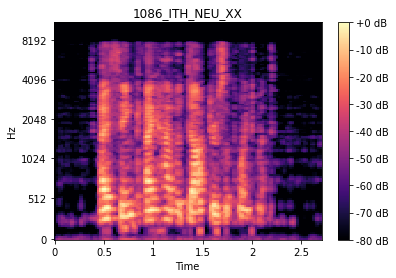 1086_ITH_NEU_XX
8192
4096
2048
1024
512
0
Hz
0
0.5
1
1.5
2
2.5
Time
+0 dB
-10 dB
-20 dB
-30 dB
-40 dB
-50 dB
-60 dB
-70 dB
-80 dB